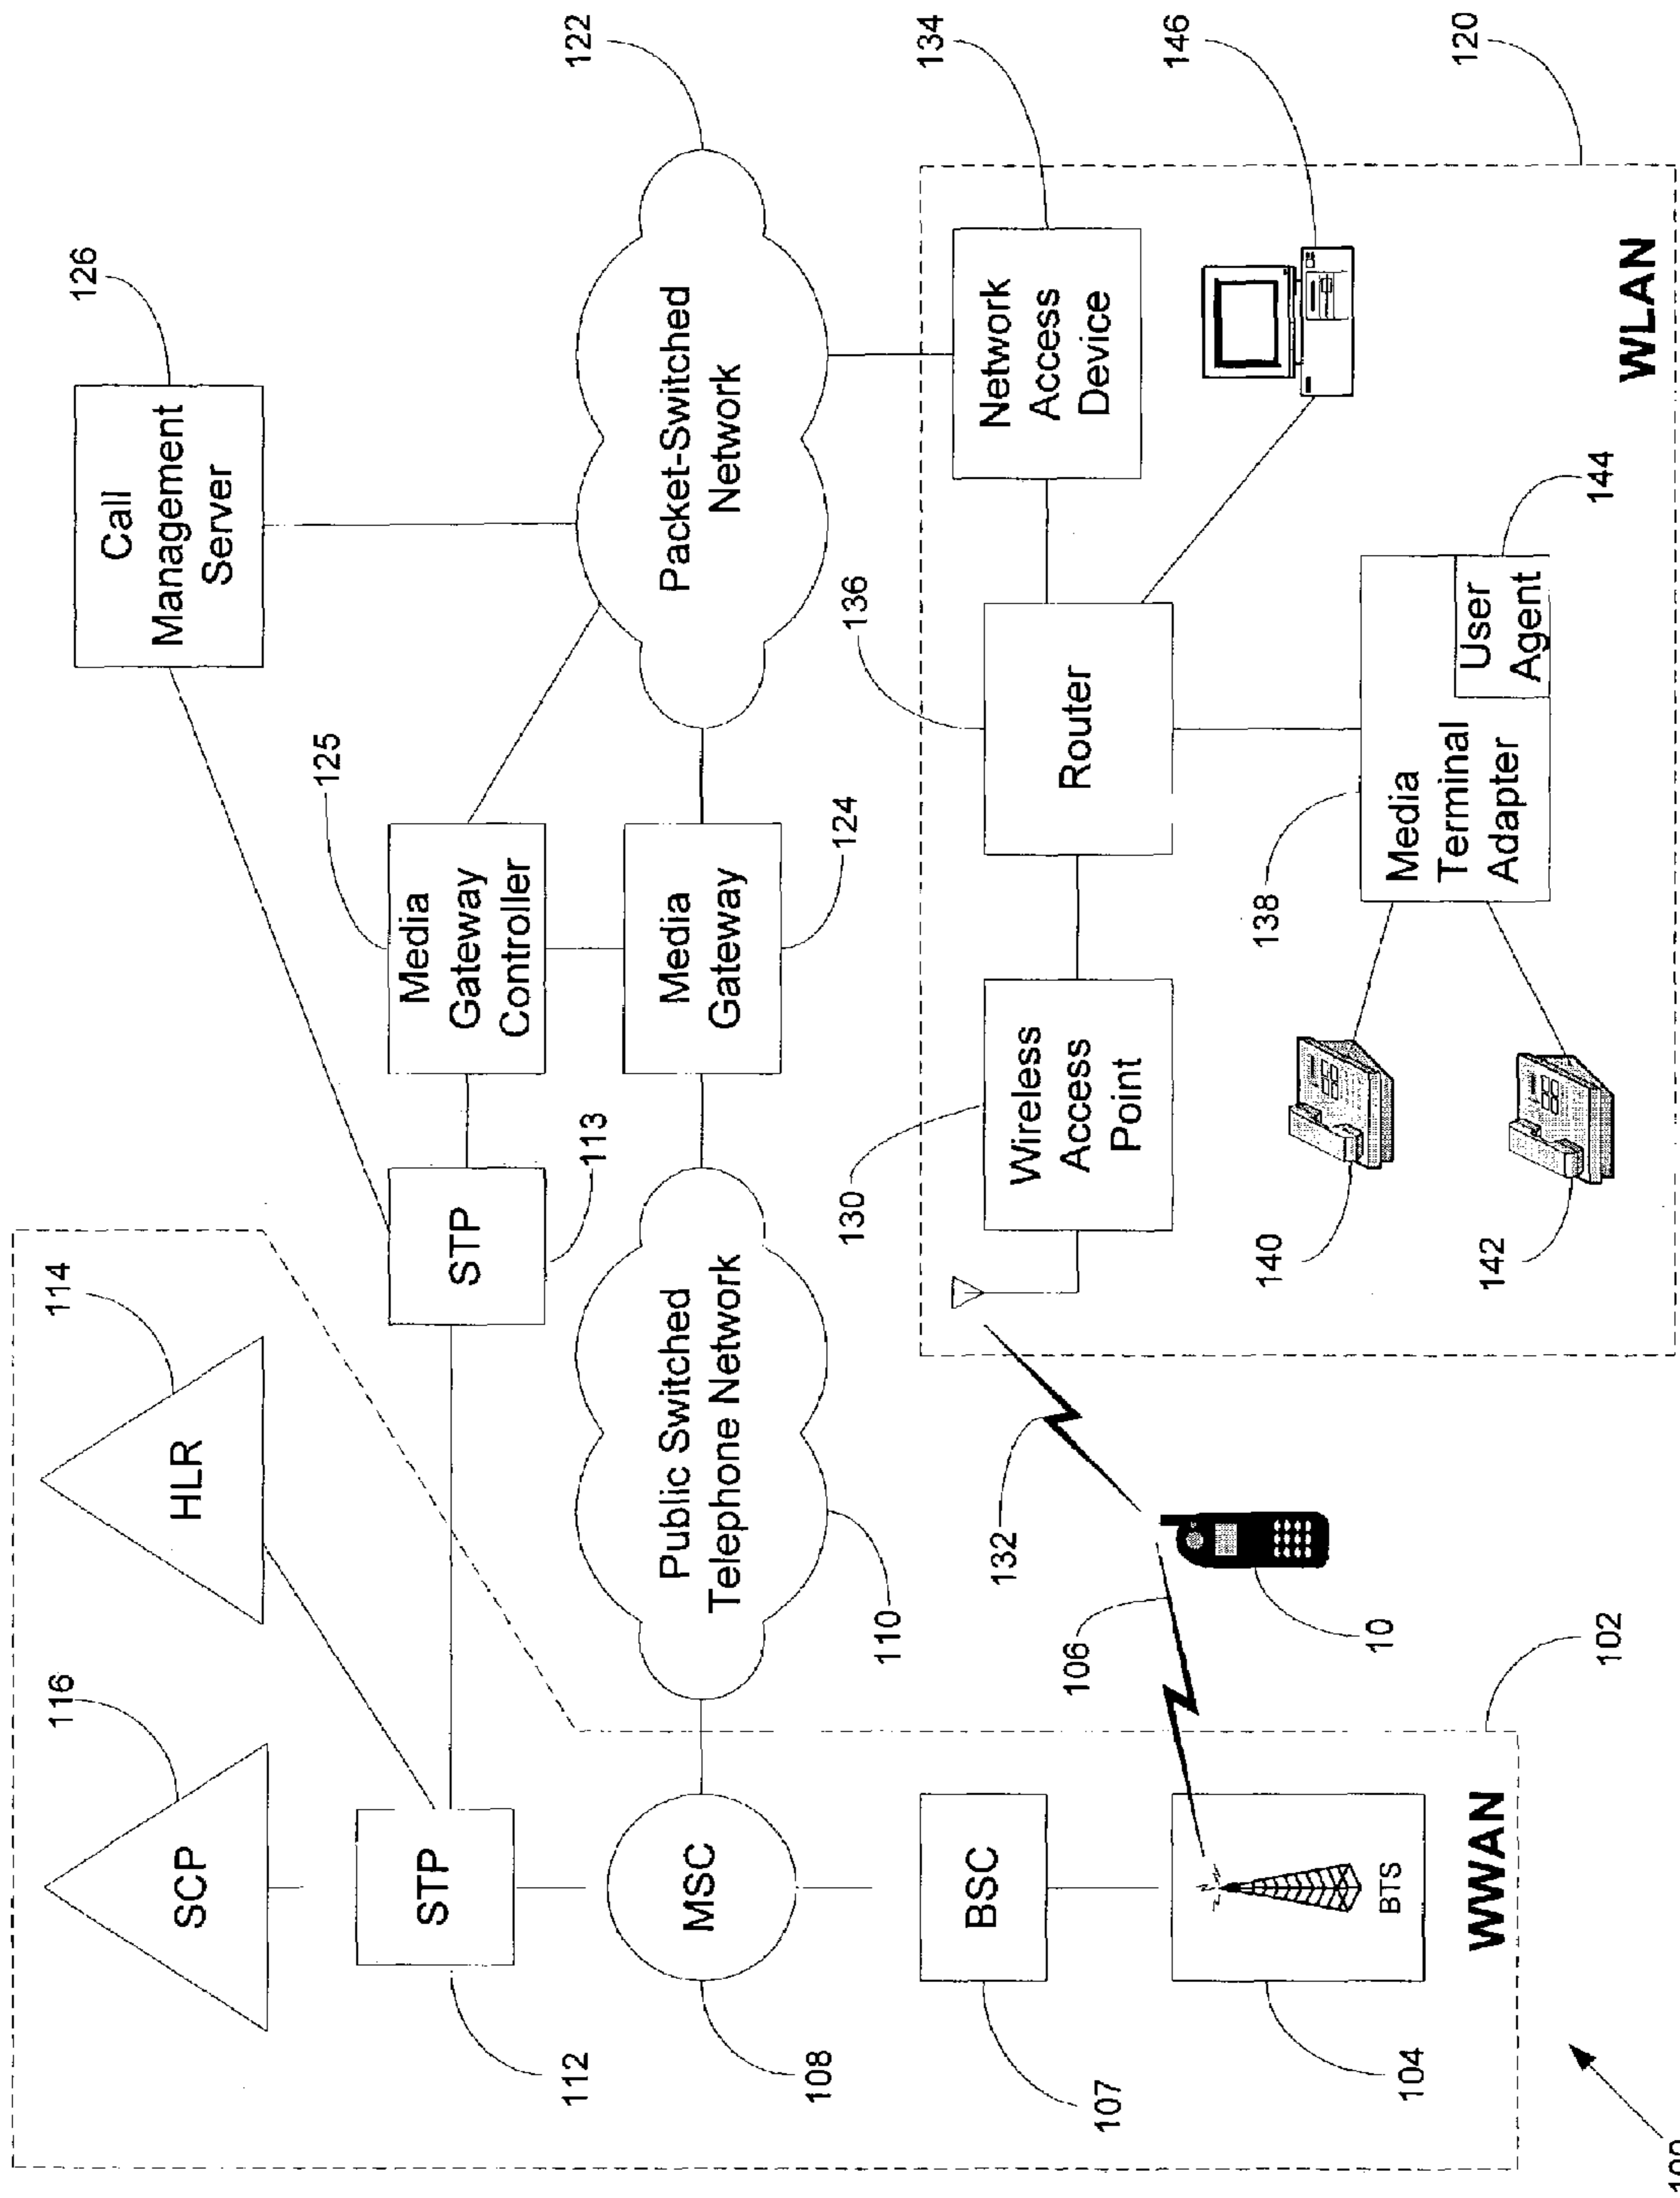 116
SCP
114
HLR
126
Call
Management
Server
STP
112
STP
113
125
Media
Gateway
Controller
MSC
108
Public Switched
Telephone Network
110
Media
Gateway
124
Packet-Switched
Network
122
BSC
107
BTS
104
WWAN
102
106
10
132
130
Wireless
Access
Point
136
Router
Network
Access
Device
134
146
140
142
138
Media
Terminal
Adapter
User
Agent
144
WLAN
120